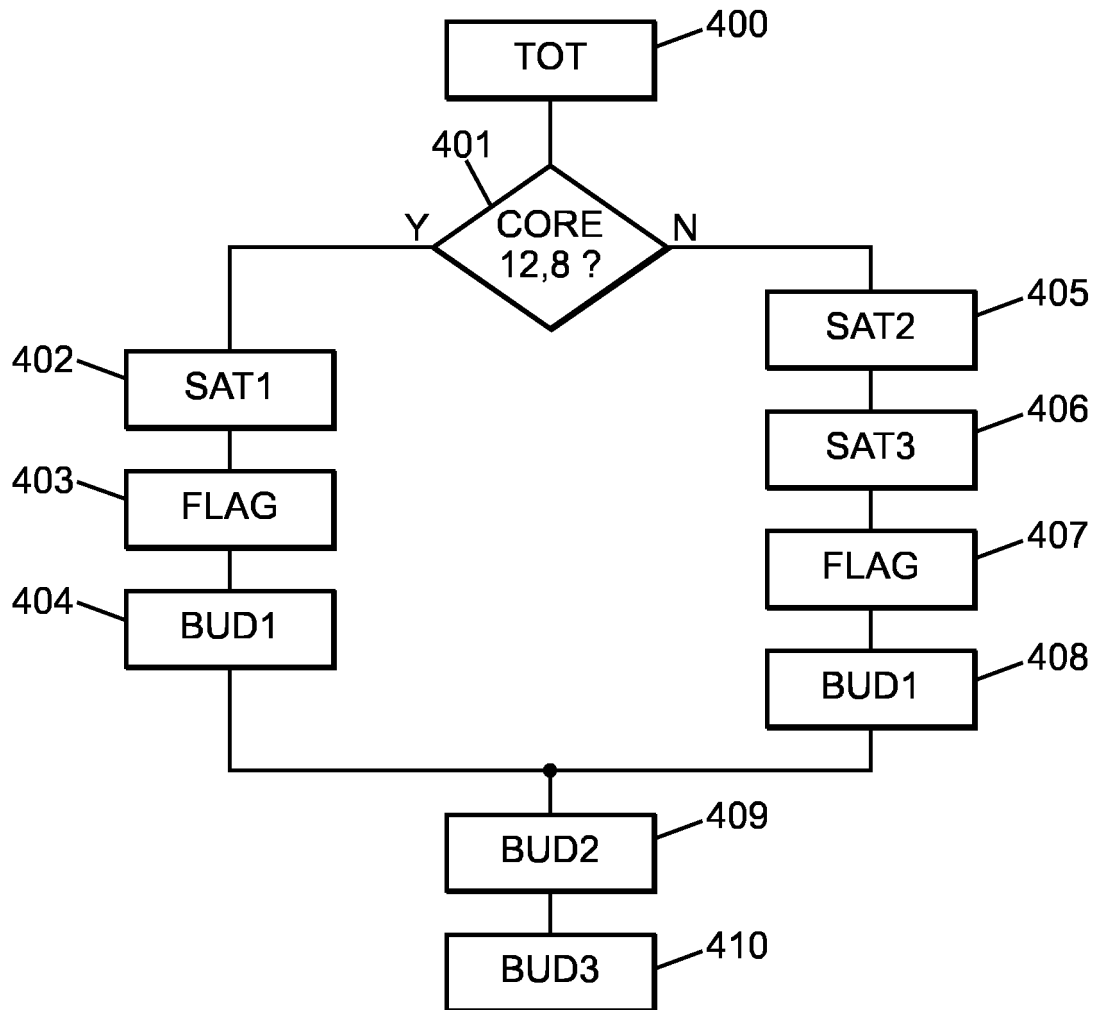 400
TOT
401
Y
CORE
12,8 ?
N
405
SAT2
402
SAT1
406
SAT3
403
FLAG
407
FLAG
404
BUD1
408
BUD1
409
BUD2
410
BUD3